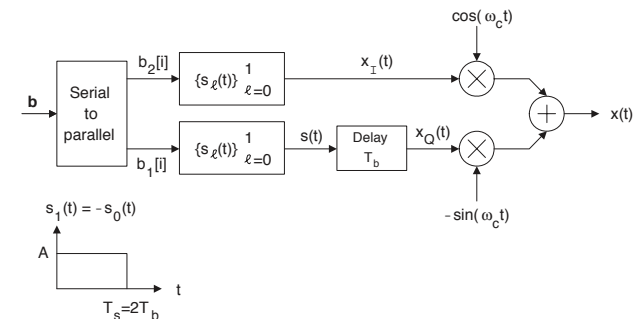 cos(ω_c t)
b_2[i]
x_I(t)
{s_ℓ(t)} 1 ℓ=0
b
Serial
to
parallel
x(t)
{s_ℓ(t)} 1 ℓ=0
s(t)
Delay
T_b
x_Q(t)
b_1[i]
-sin(ω_c t)
s_1(t) = -s_0(t)
A
t
T_s=2T_b